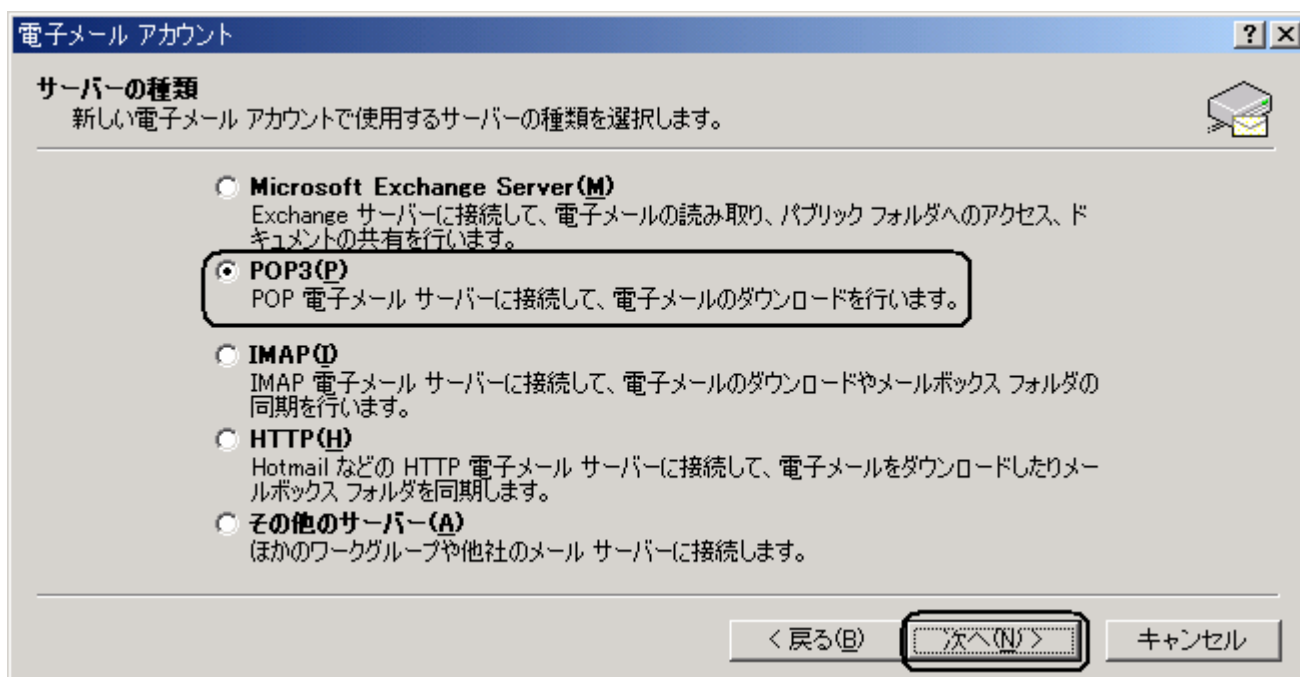 電子メール アカウント
サーバーの種類
新しい電子メール アカウントで使用するサーバーの種類を選択します。
Microsoft Exchange Server(M)
Exchange サーバーに接続して、電子メールの読み取り、パブリック フォルダへのアクセス、ド
キュメントの共有を行います。
POP3(P)
POP 電子メール サーバーに接続して、電子メールのダウンロードを行います。
IMAP(I)
IMAP 電子メール サーバーに接続して、電子メールのダウンロードやメールボックス フォルダの
同期を行います。
HTTP(H)
Hotmail などの HTTP 電子メール サーバーに接続して、電子メールをダウンロードしたりメー
ルボックス フォルダを同期します。
その他のサーバー(A)
ほかのワークグループや他社のメール サーバーに接続します。
< 戻る(B) 次へ(N) > キャンセル